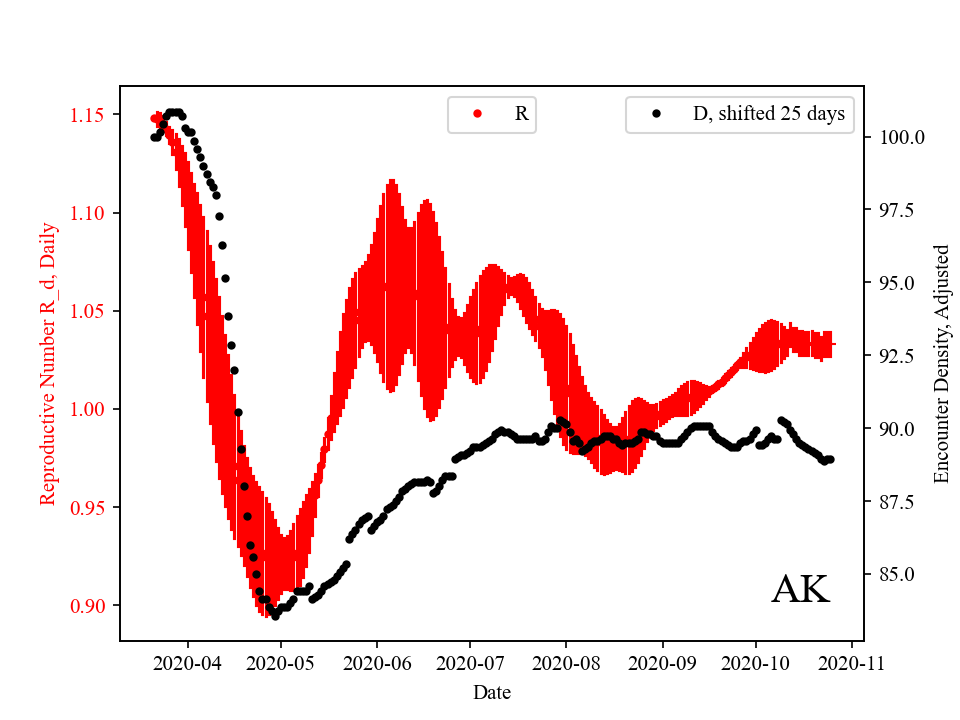 R
D, shifted 25 days
Reproductive Number R_d, Daily
1.15
1.10
1.05
1.00
0.95
0.90
100.0
97.5
95.0
92.5
90.0
87.5
85.0
Encounter Density, Adjusted
AK
2020-04 2020-05 2020-06 2020-07 2020-08 2020-09 2020-10 2020-11
Date